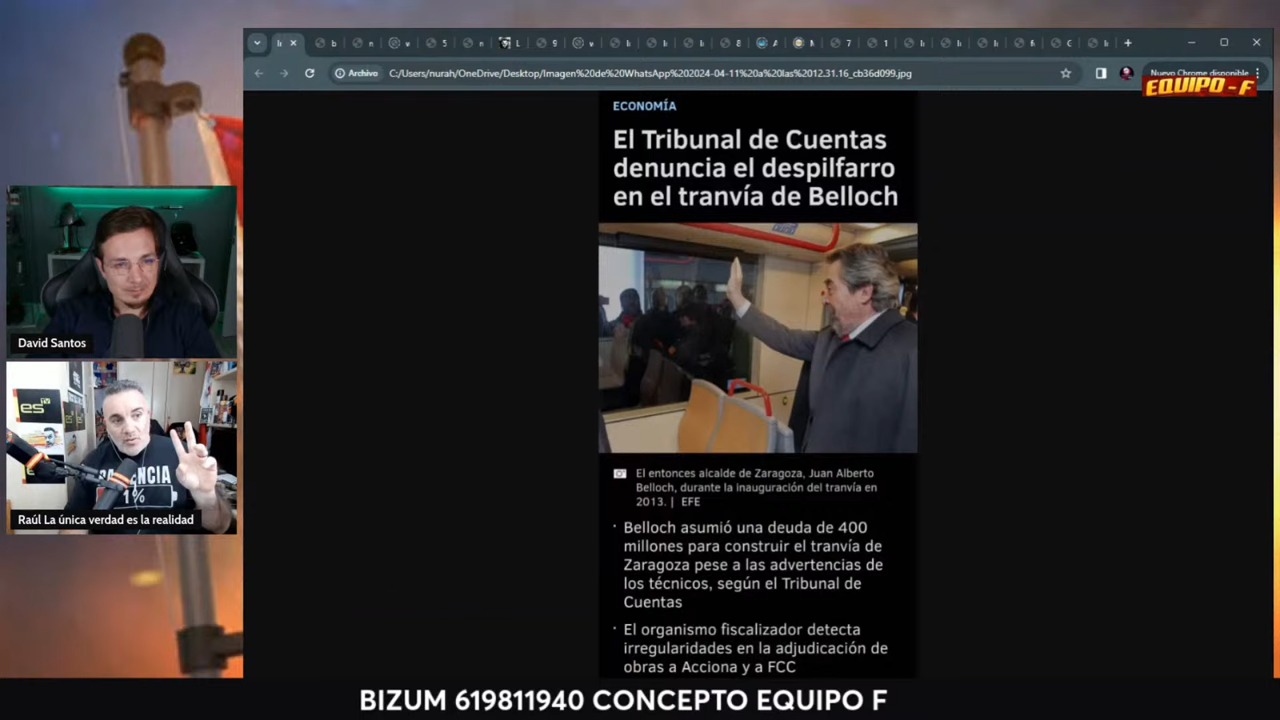 Archivo
C:/Users/nurah/OneDrive/Desktop/Imagen%20de%20WhatsApp%202024-04-11%20a%20las%2012.31.16_cb36d099.jpg
Nuevo Chrome disponible
EQUIPO - F
ECONOMÍA
El Tribunal de Cuentas
denuncia el despilfarro
en el tranvía de Belloch
El entonces alcalde de Zaragoza, Juan Alberto
Belloch, durante la inauguración del tranvía en
2013. | EFE
· Belloch asumió una deuda de 400
millones para construir el tranvía de
Zaragoza pese a las advertencias de
los técnicos, según el Tribunal de
Cuentas
· El organismo fiscalizador detecta
irregularidades en la adjudicación de
obras a Acciona y a FCC
David Santos
es
1%
Raúl La única verdad es la realidad
BIZUM 619811940 CONCEPTO EQUIPO F